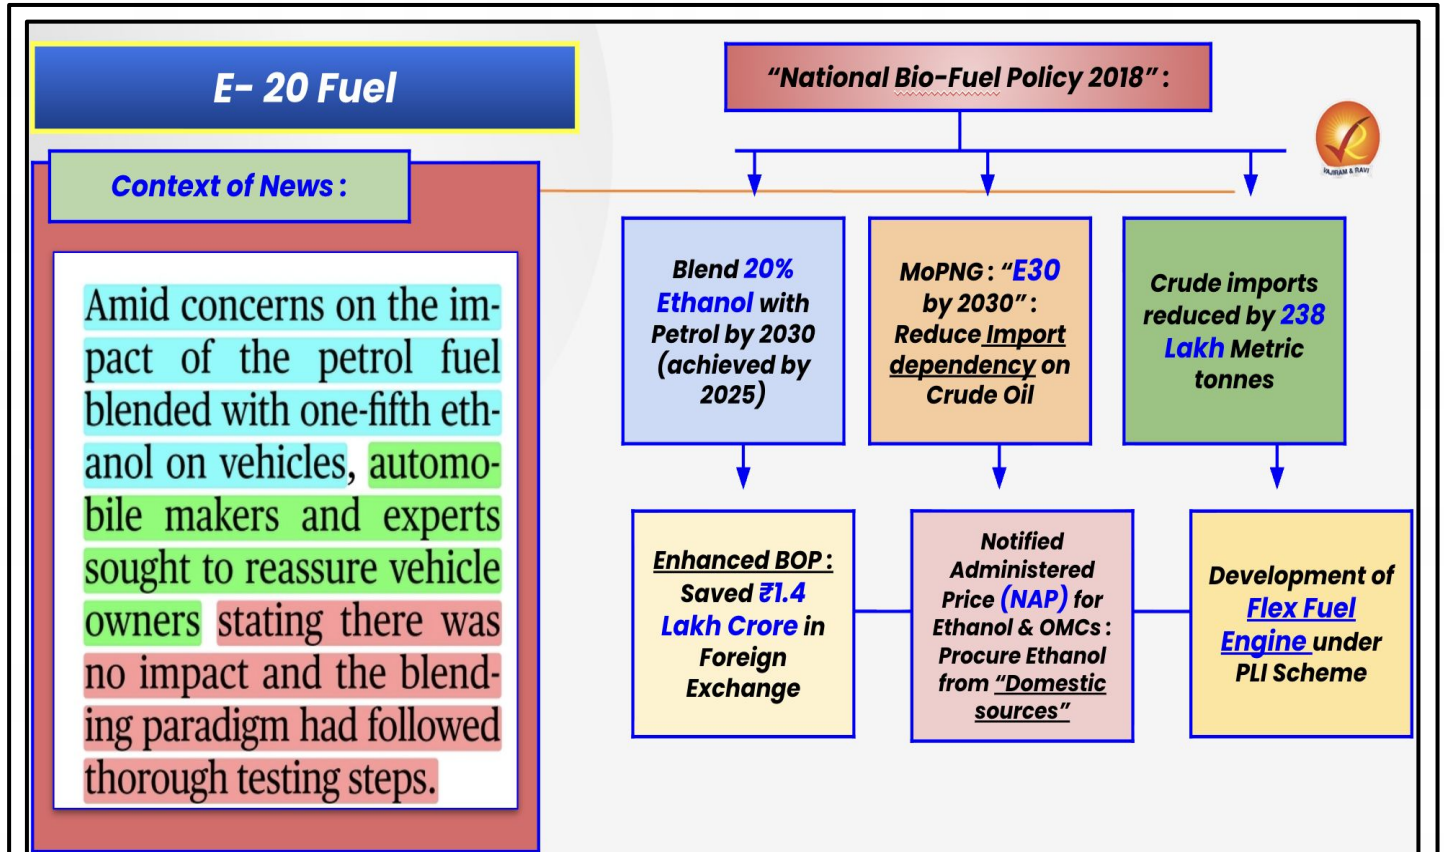 E- 20 Fuel
Context of News :
Amid concerns on the im-
pact of the petrol fuel
blended with one-fifth eth-
anol on vehicles, automo-
bile makers and experts
sought to reassure vehicle
owners stating there was
no impact and the blend-
ing paradigm had followed
thorough testing steps.
“National Bio-Fuel Policy 2018” :
VAJIRAM & RAVI
Blend 20%
Ethanol with
Petrol by 2030
(achieved by
2025)
MoPNG : “E30
by 2030” :
Reduce Import
dependency on
Crude Oil
Crude imports
reduced by 238
Lakh Metric
tonnes
Enhanced BOP :
Saved ₹1.4
Lakh Crore in
Foreign
Exchange
Notified
Administered
Price (NAP) for
Ethanol & OMCs :
Procure Ethanol
from “Domestic
sources”
Development of
Flex Fuel
Engine under
PLI Scheme